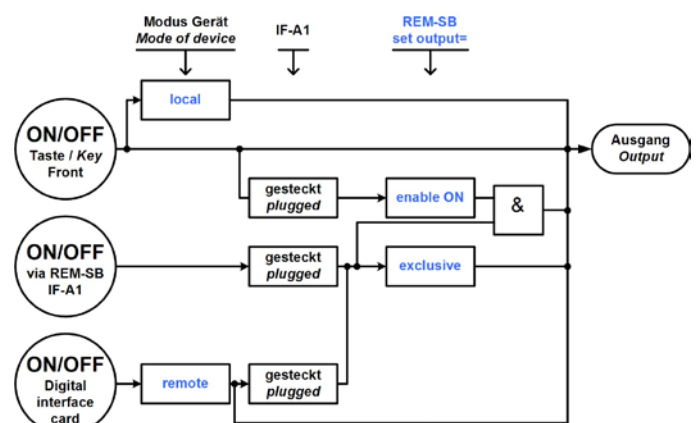 Modus Gerät
Mode of device
IF-A1
REM-SB
set output=
local
ON/OFF
Taste / Key
Front
Ausgang
Output
gesteckt
plugged
enable ON
&
ON/OFF
via REM-SB
IF-A1
gesteckt
plugged
exclusive
ON/OFF
Digital
interface
card
remote
gesteckt
plugged